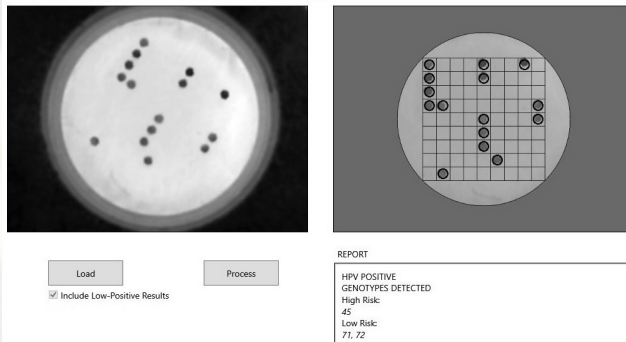 Load
Process
Include Low-Positive Results
REPORT
HPV POSITIVE
GENOTYPES DETECTED
High Risk:
45
Low Risk:
71, 72